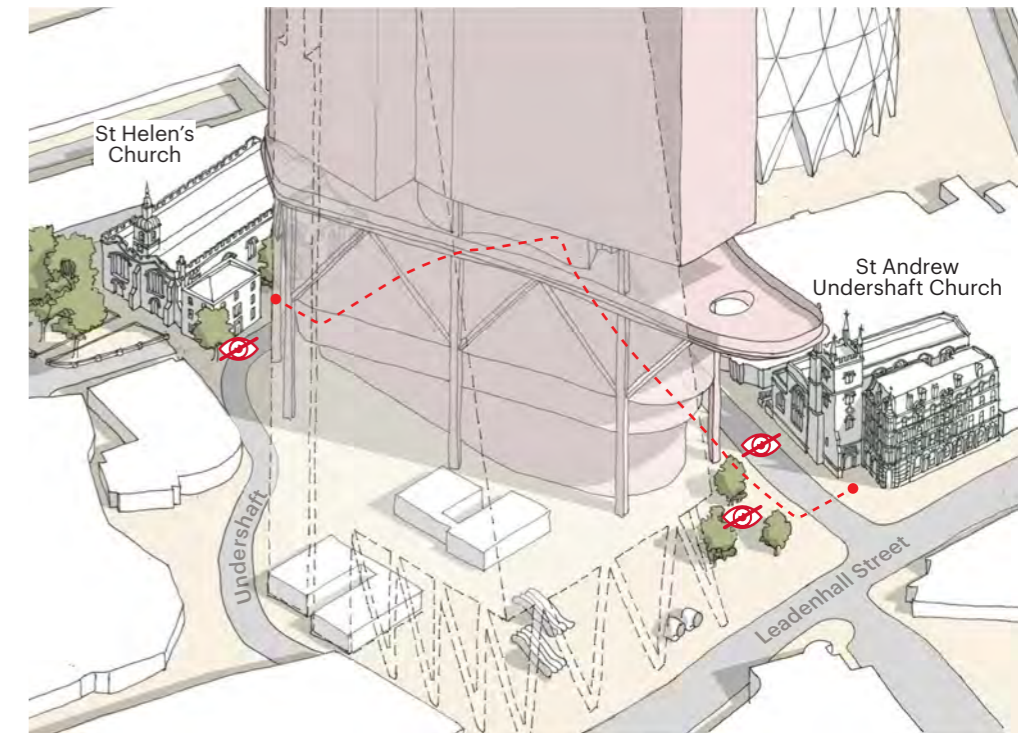 St Helen's
Church
St Andrew
Undershaft Church
Undershaft
Leadenhall Street